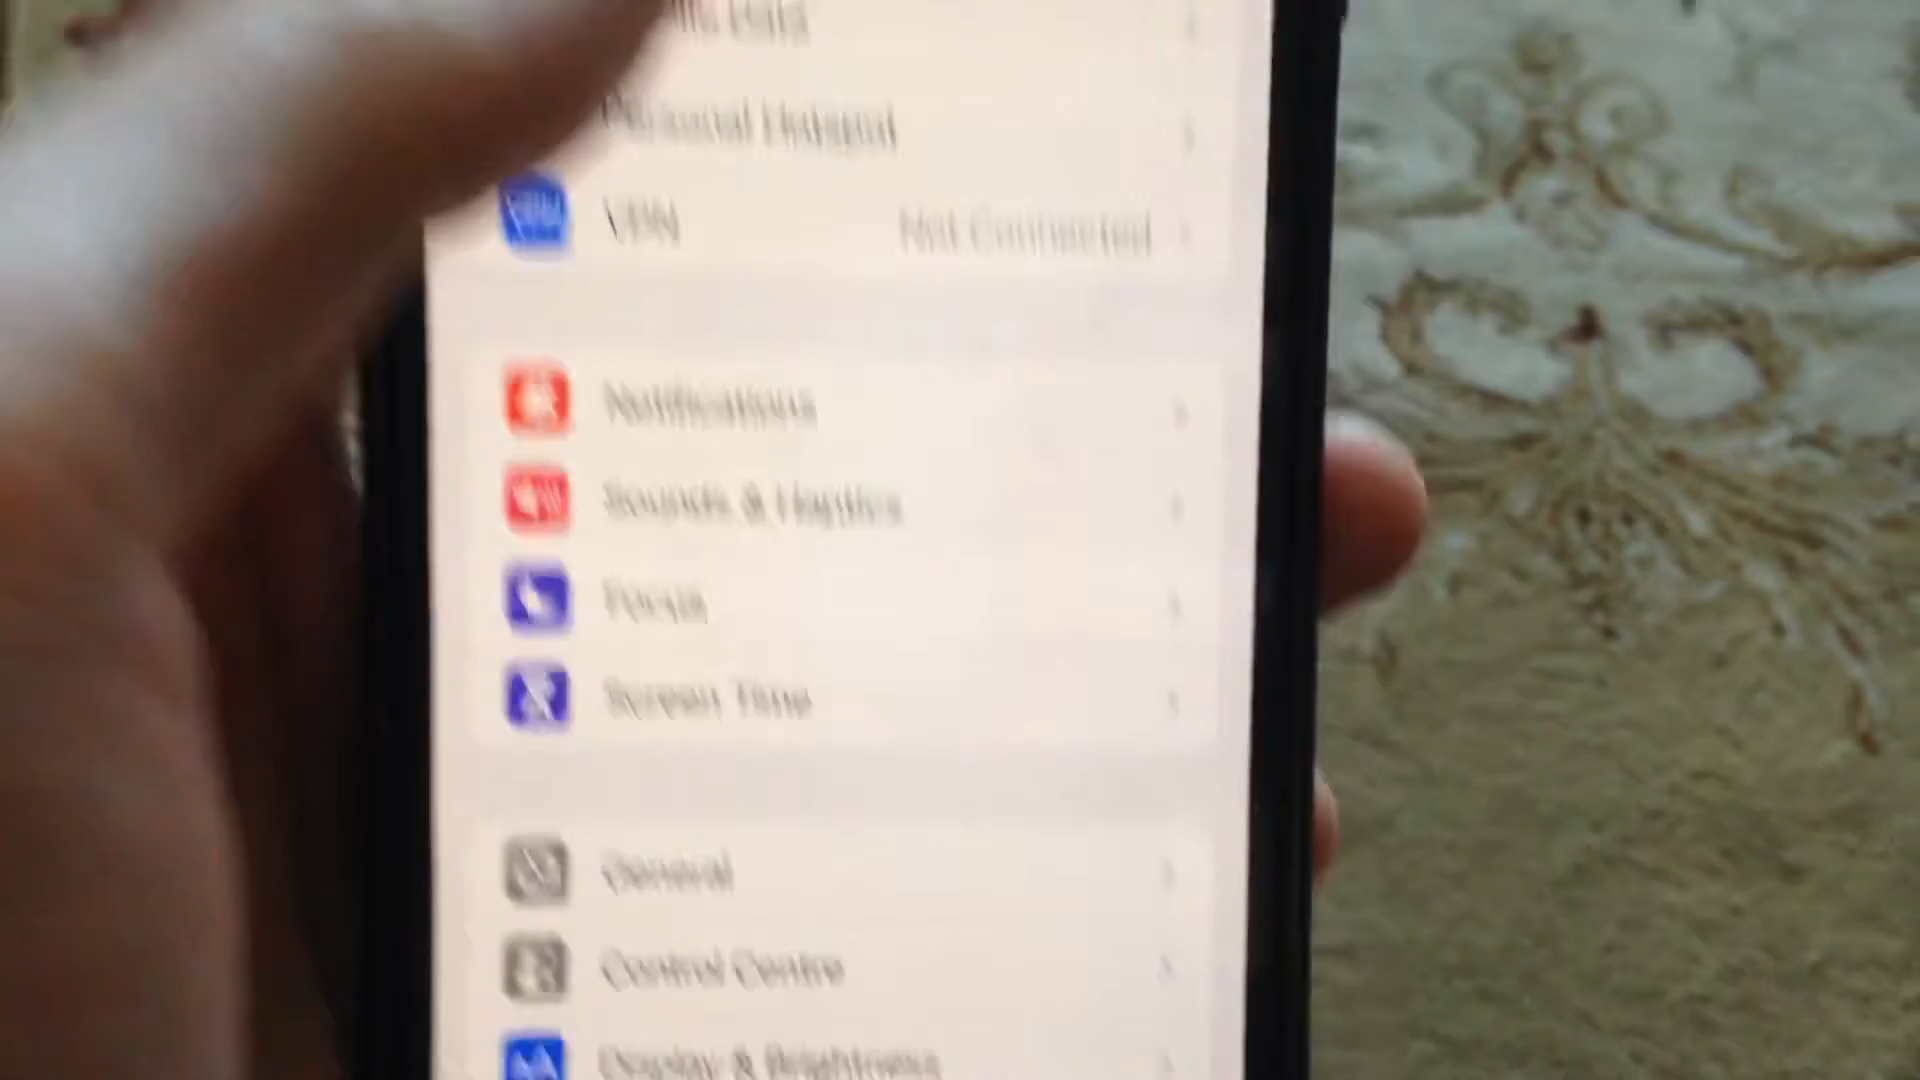 Personal Hotspot
VPN Not Connected
Notifications
Sounds & Haptics
Focus
Screen Time
General
Control Centre
Display & Brightness